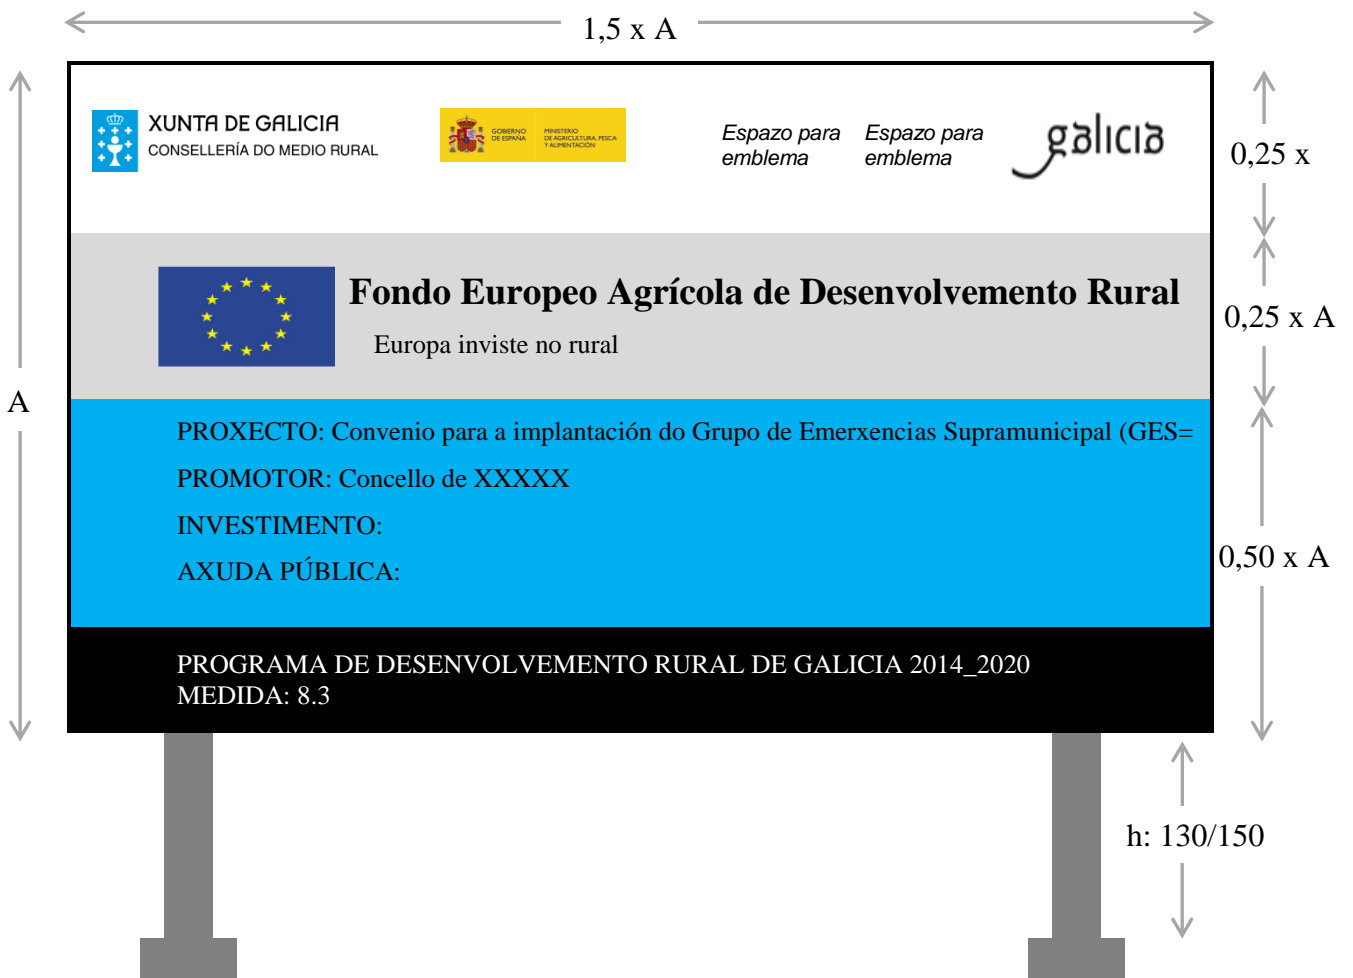 1,5 x A
XUNTA DE GALICIA
CONSELLERÍA DO MEDIO RURAL
GOBIERNO
DE ESPAÑA
MINISTERIO
DE AGRICULTURA, PESCA
Y ALIMENTACIÓN
Espazo para
emblema
Espazo para
emblema
galicia
0,25 x
Fondo Europeo Agrícola de Desenvolvemento Rural
Europa inviste no rural
0,25 x A
A
PROXECTO: Convenio para a implantación do Grupo de Emerxencias Supramunicipal (GES=
PROMOTOR: Concello de XXXXX
INVESTIMENTO:
AXUDA PÚBLICA:
0,50 x A
PROGRAMA DE DESENVOLVEMENTO RURAL DE GALICIA 2014_2020
MEDIDA: 8.3
h: 130/150